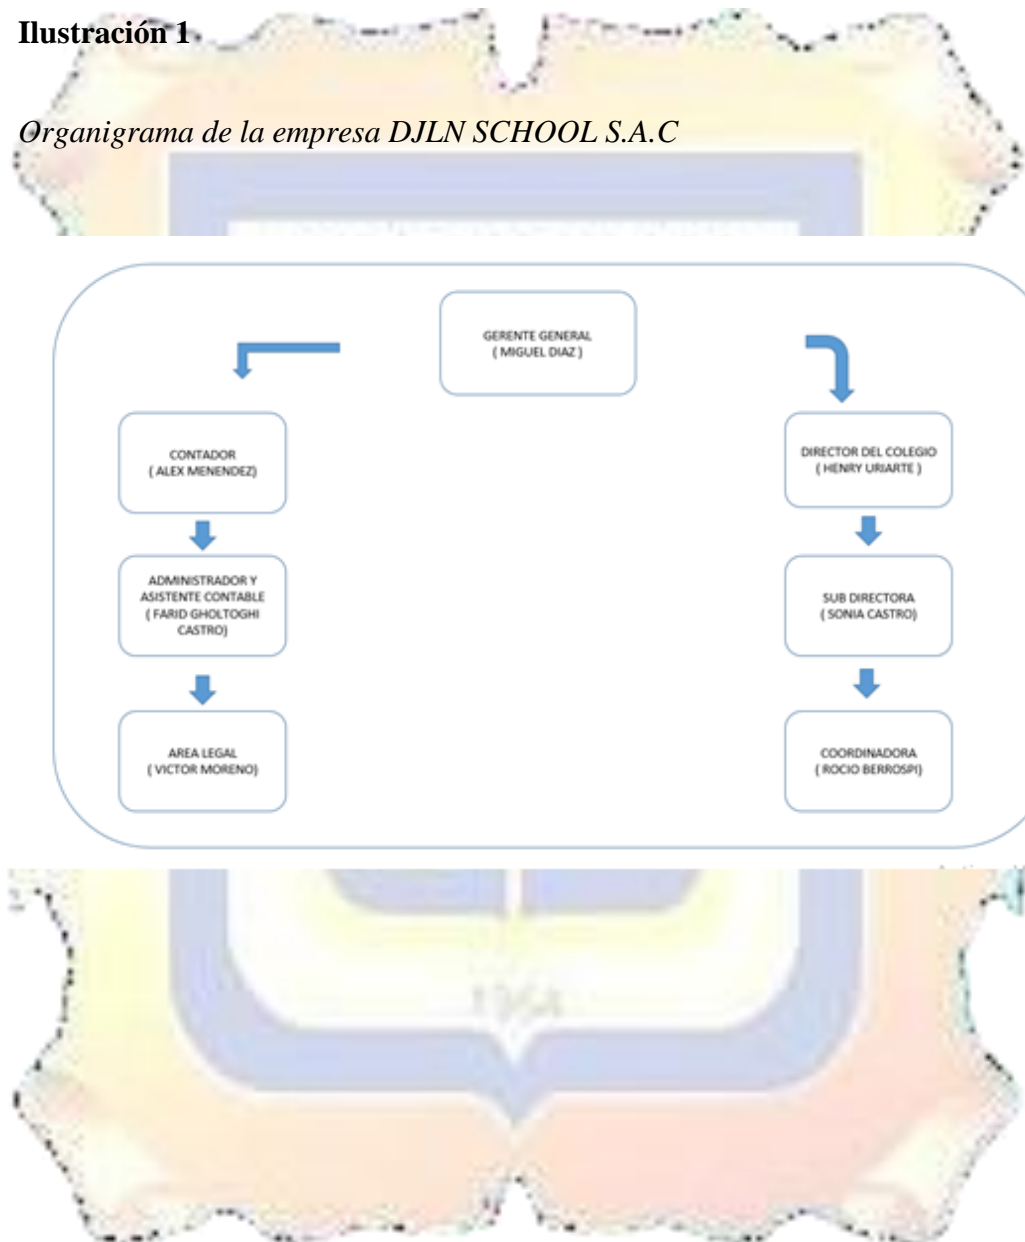 Ilustración 1
Organigrama de la empresa DJLN SCHOOL S.A.C
GERENTE GENERAL
( MIGUEL DIAZ )
CONTADOR
( ALEX MENENDEZ)
ADMINISTRADOR Y
ASISTENTE CONTABLE
( FARID GHOLTOGHI
CASTRO)
AREA LEGAL
( VICTOR MORENO)
DIRECTOR DEL COLEGIO
( HENRY URIARTE )
SUB DIRECTORA
( SONIA CASTRO)
COORDINADORA
( ROCIO BERROSPI)